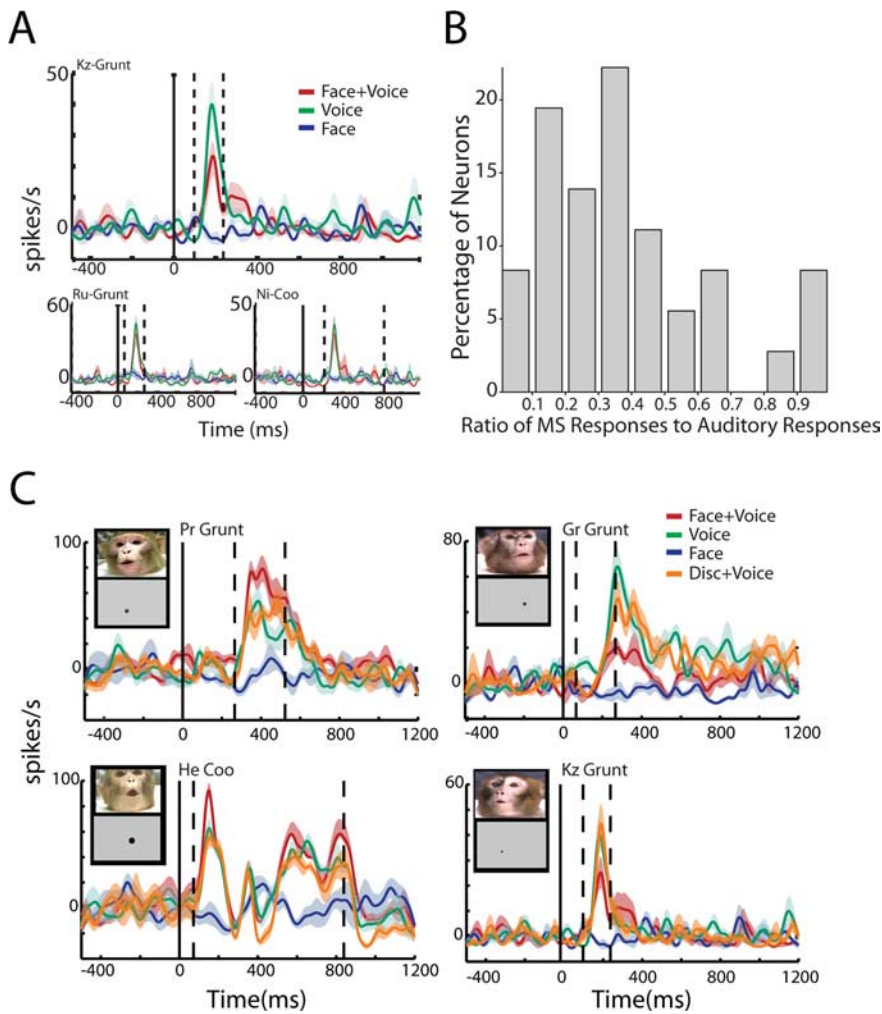 A
Kz-Grunt
50
0
spikes/s
-400 0 400 800
Face+Voice
Voice
Face
Ru-Grunt
60
0
-400 0 400 800
Ni-Coo
50
0
-400 0 400 800
Time (ms)
B
20
15
10
5
0
Percentage of Neurons
0.1 0.2 0.3 0.4 0.5 0.6 0.7 0.8 0.9
Ratio of MS Responses to Auditory Responses
C
Pr Grunt
100
0
-400 0 400 800 1200
Gr Grunt
80
40
0
-400 0 400 800 1200
Face+Voice
Voice
Face
Disc+Voice
spikes/s
He Coo
100
0
-400 0 400 800 1200
Time(ms)
Kz Grunt
60
0
-400 0 400 800 1200
Time(ms)